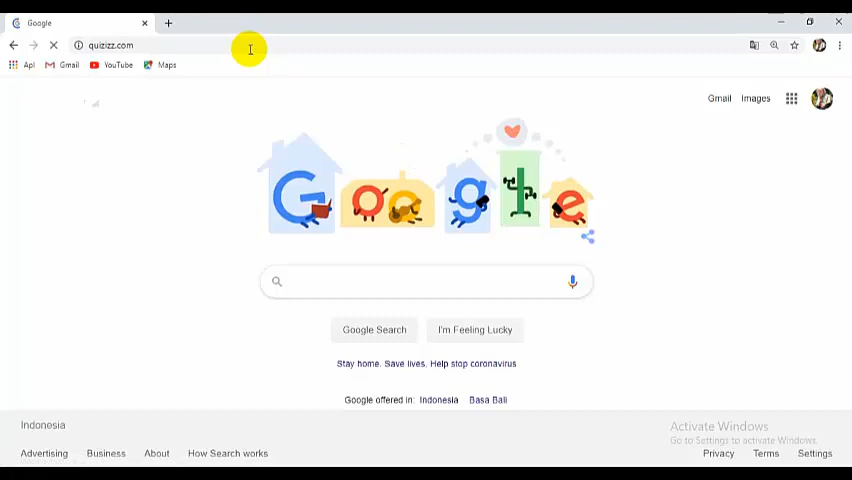 Google
quizizz.com
Apl Gmail YouTube Maps
Gmail Images
Google
Google Search I'm Feeling Lucky
Stay home. Save lives. Help stop coronavirus
Google offered in: Indonesia Basa Bali
Indonesia
Activate Windows
Go to Settings to activate Windows.
Advertising Business About How Search works Privacy Terms Settings